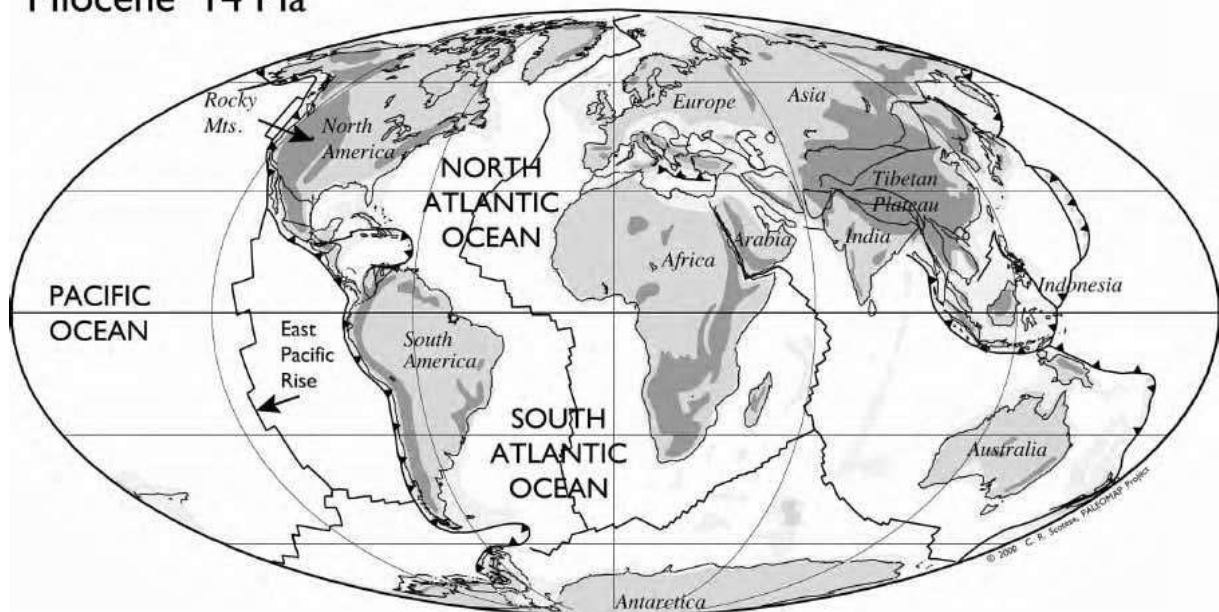 Miocene 14 Ma
Rocky
Mts.
North
America
NORTH
ATLANTIC
OCEAN
Europe
Asia
Tibetan
Plateau
India
Arabia
Africa
Indonesia
PACIFIC
OCEAN
East
Pacific
Rise
South
America
SOUTH
ATLANTIC
OCEAN
Australia
Antarctica
© 2000 C. R. Scotese, PALEOMAP Project